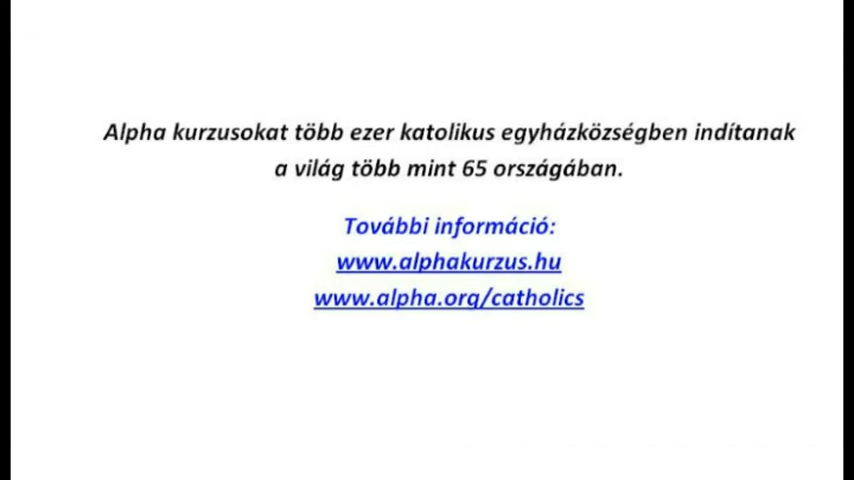 Alpha kurzusokat több ezer katolikus egyházközségben indítanak
a világ több mint 65 országában.
További információ:
www.alphakurzus.hu
www.alpha.org/catholics